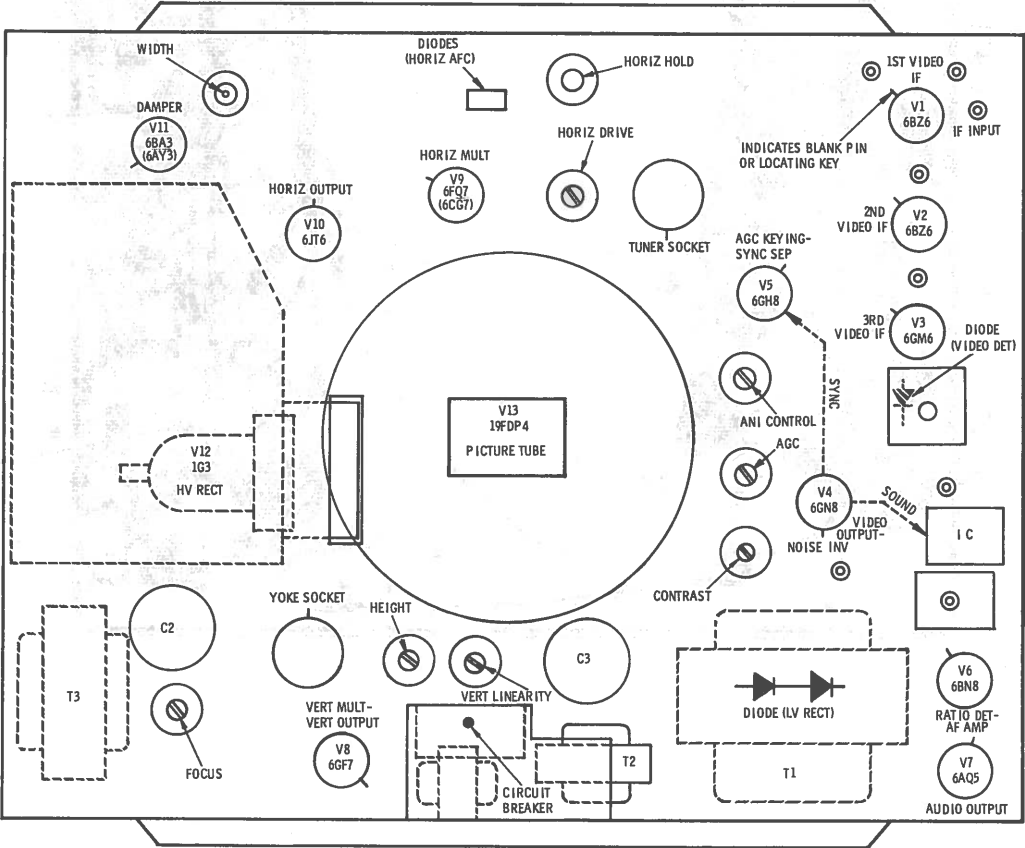 WIDTH
DIODES
(HORIZ AFC)
HORIZ HOLD
1ST VIDEO
IF
V1
6BZ6
IF INPUT
DAMPER
V11
6BA3
(6AY3)
HORIZ DRIVE
INDICATES BLANK PIN
OR LOCATING KEY
HORIZ MULT
V9
6FQ7
(6CG7)
HORIZ OUTPUT
V10
6JT6
TUNER SOCKET
2ND
VIDEO IF
V2
6BZ6
AGC KEYING-
SYNC SEP
V5
6GH8
3RD
VIDEO IF
V3
6GM6
DIODE
(VIDEO DET)
SYNC
ANI CONTROL
V13
19FDP4
PICTURE TUBE
V12
1G3
HV RECT
AGC
V4
6GN8
SOUND
VIDEO
OUTPUT-
NOISE INV
IC
CONTRAST
YOKE SOCKET
HEIGHT
C2
C3
T3
VERT LINEARITY
DIODE (LV RECT)
V6
6BN8
RATIO DET-
AF AMP
VERT MULT-
VERT OUTPUT
V8
6GF7
FOCUS
T2
CIRCUIT
BREAKER
T1
V7
6AQ5
AUDIO OUTPUT